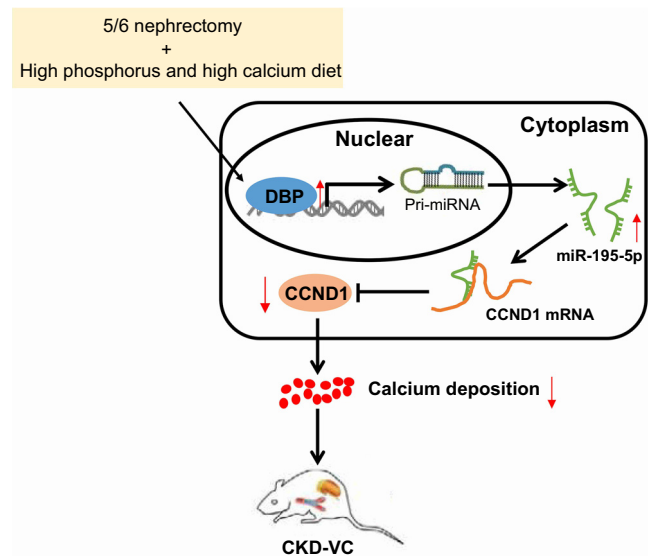 5/6 nephrectomy
+
High phosphorus and high calcium diet
Cytoplasm
Nuclear
DBP
Pri-miRNA
miR-195-5p
CCND1
CCND1 mRNA
Calcium deposition
CKD-VC